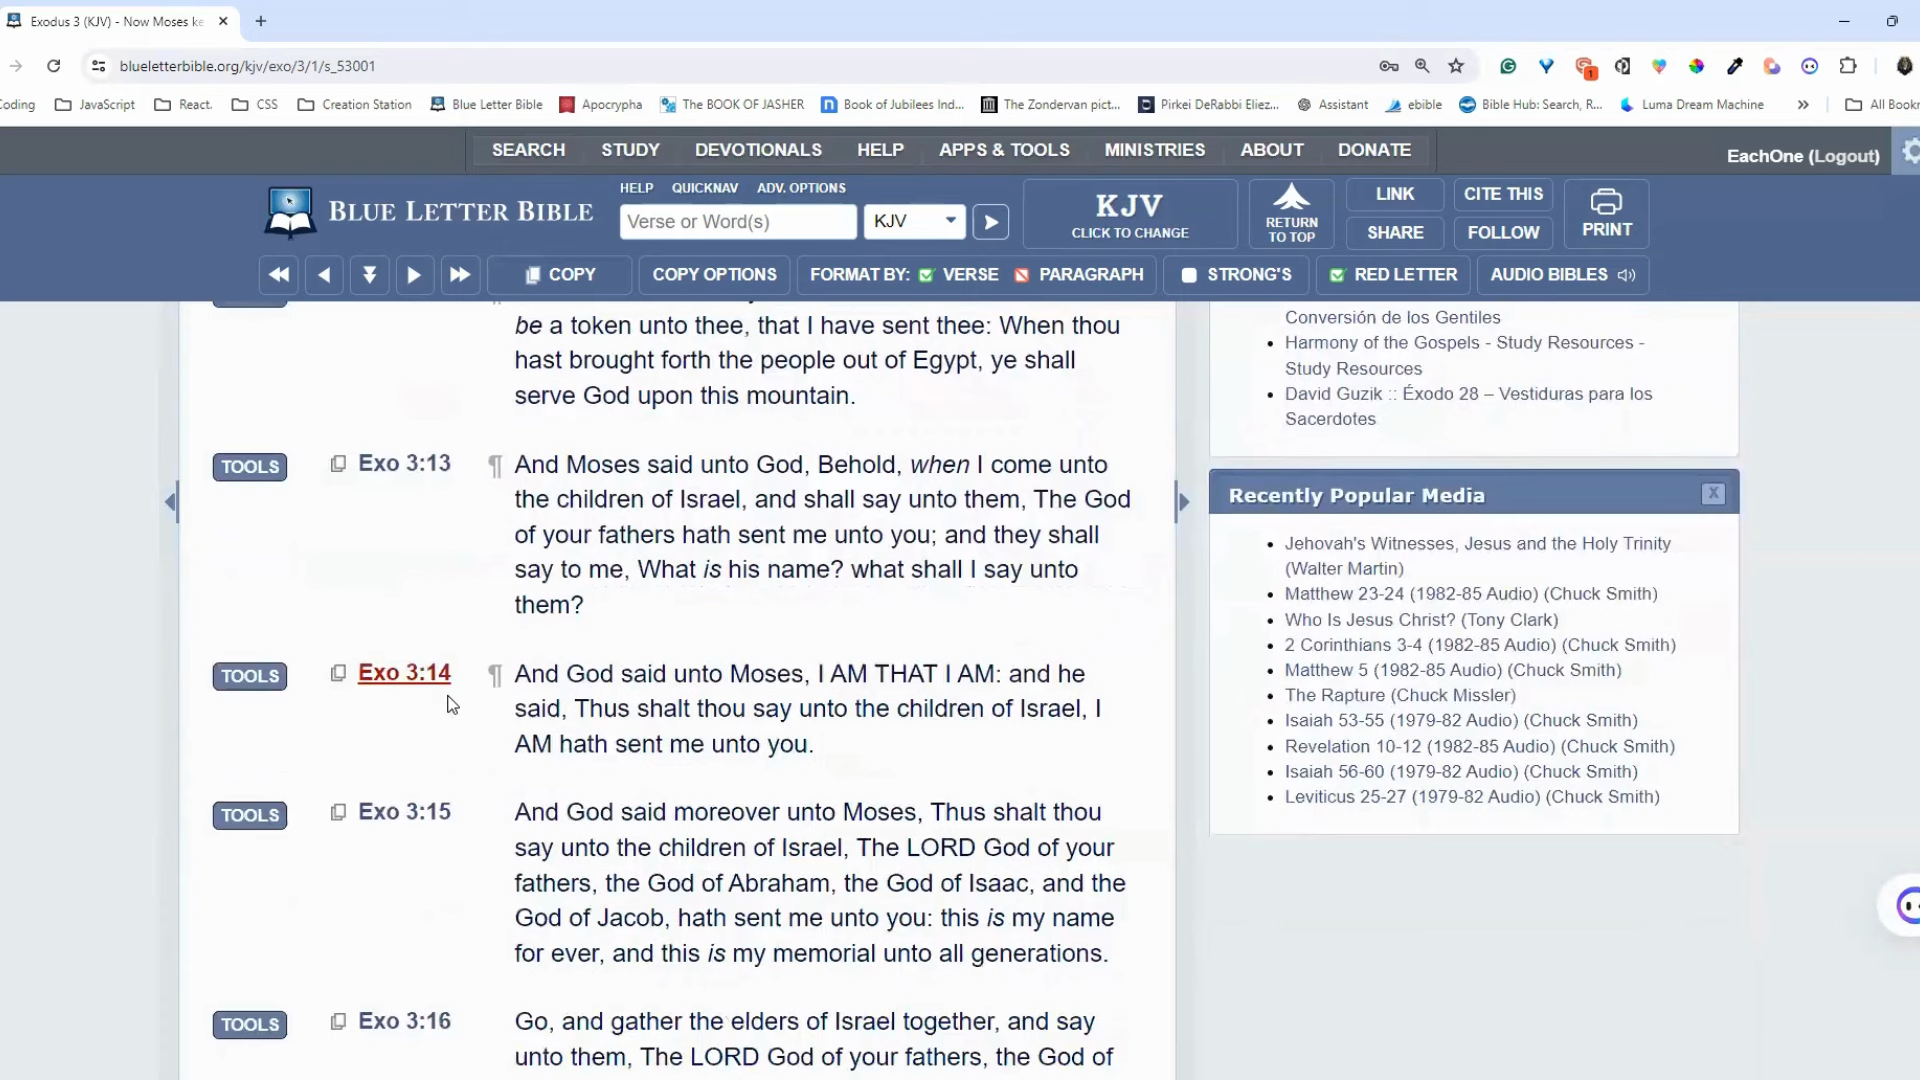 Exodus 3 (KJV) - Now Moses ke
blueletterbible.org/kjv/exo/3/1/s_53001
1
Coding
JavaScript
React.
CSS
Creation Station
Blue Letter Bible
Apocrypha
The BOOK OF JASHER
Book of Jubilees Ind...
The Zondervan pict...
Pirkei DeRabbi Eliez...
Assistant
ebible
Bible Hub: Search, R...
Luma Dream Machine
»
All Bookr
SEARCH
STUDY
DEVOTIONALS
HELP
APPS & TOOLS
MINISTRIES
ABOUT
DONATE
EachOne (Logout)
BLUE LETTER BIBLE
HELP
QUICKNAV
ADV. OPTIONS
Verse or Word(s)
KJV
KJV
CLICK TO CHANGE
RETURN
TO TOP
LINK
CITE THIS
SHARE
FOLLOW
PRINT
COPY
COPY OPTIONS
FORMAT BY: VERSE PARAGRAPH
STRONG'S
RED LETTER
AUDIO BIBLES
be a token unto thee, that I have sent thee: When thou
hast brought forth the people out of Egypt, ye shall
serve God upon this mountain.
TOOLS
Exo 3:13
¶ And Moses said unto God, Behold, when I come unto
the children of Israel, and shall say unto them, The God
of your fathers hath sent me unto you; and they shall
say to me, What is his name? what shall I say unto
them?
TOOLS
Exo 3:14
¶ And God said unto Moses, I AM THAT I AM: and he
said, Thus shalt thou say unto the children of Israel, I
AM hath sent me unto you.
TOOLS
Exo 3:15
And God said moreover unto Moses, Thus shalt thou
say unto the children of Israel, The LORD God of your
fathers, the God of Abraham, the God of Isaac, and the
God of Jacob, hath sent me unto you: this is my name
for ever, and this is my memorial unto all generations.
TOOLS
Exo 3:16
Go, and gather the elders of Israel together, and say
unto them, The LORD God of your fathers, the God of
Conversión de los Gentiles
Harmony of the Gospels - Study Resources -
Study Resources
David Guzik :: Éxodo 28 – Vestiduras para los
Sacerdotes
Recently Popular Media
X
Jehovah's Witnesses, Jesus and the Holy Trinity
(Walter Martin)
Matthew 23-24 (1982-85 Audio) (Chuck Smith)
Who Is Jesus Christ? (Tony Clark)
2 Corinthians 3-4 (1982-85 Audio) (Chuck Smith)
Matthew 5 (1982-85 Audio) (Chuck Smith)
The Rapture (Chuck Missler)
Isaiah 53-55 (1979-82 Audio) (Chuck Smith)
Revelation 10-12 (1982-85 Audio) (Chuck Smith)
Isaiah 56-60 (1979-82 Audio) (Chuck Smith)
Leviticus 25-27 (1979-82 Audio) (Chuck Smith)